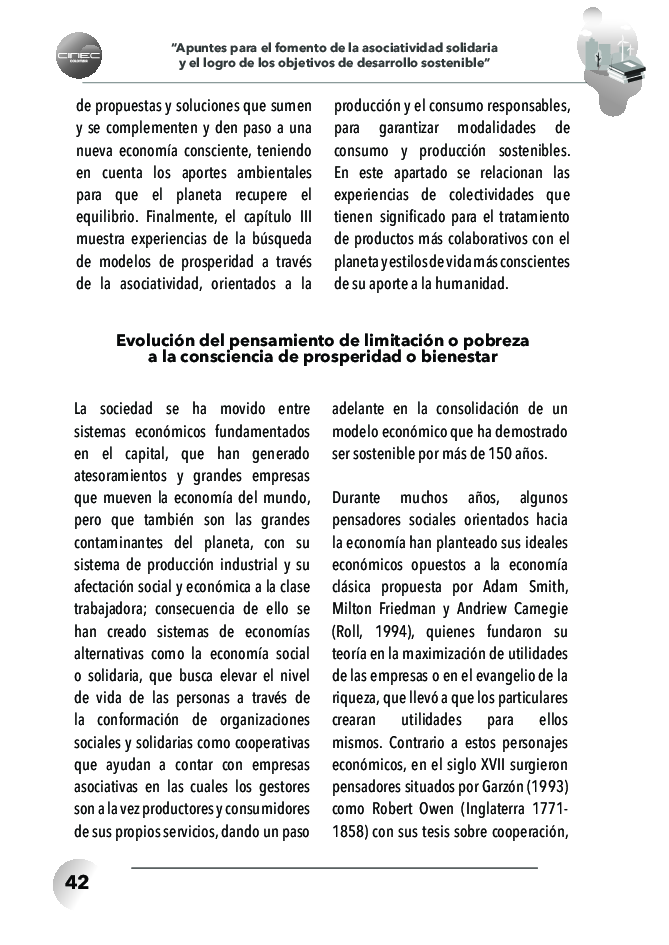 CINEC
“Apuntes para el fomento de la asociatividad solidaria
y el logro de los objetivos de desarrollo sostenible”
de propuestas y soluciones que sumen
y se complementen y den paso a una
nueva economía consciente, teniendo
en cuenta los aportes ambientales
para que el planeta recupere el
equilibrio. Finalmente, el capítulo III
muestra experiencias de la búsqueda
de modelos de prosperidad a través
de la asociatividad, orientados a la
producción y el consumo responsables,
para garantizar modalidades de
consumo y producción sostenibles.
En este apartado se relacionan las
experiencias de colectividades que
tienen significado para el tratamiento
de productos más colaborativos con el
planeta y estilos de vida más conscientes
de su aporte a la humanidad.
Evolución del pensamiento de limitación o pobreza
a la consciencia de prosperidad o bienestar
La sociedad se ha movido entre
sistemas económicos fundamentados
en el capital, que han generado
atesoramientos y grandes empresas
que mueven la economía del mundo,
pero que también son las grandes
contaminantes del planeta, con su
sistema de producción industrial y su
afectación social y económica a la clase
trabajadora; consecuencia de ello se
han creado sistemas de economías
alternativas como la economía social
o solidaria, que busca elevar el nivel
de vida de las personas a través de
la conformación de organizaciones
sociales y solidarias como cooperativas
que ayudan a contar con empresas
asociativas en las cuales los gestores
son a la vez productores y consumidores
de sus propios servicios, dando un paso
adelante en la consolidación de un
modelo económico que ha demostrado
ser sostenible por más de 150 años.
Durante muchos años, algunos
pensadores sociales orientados hacia
la economía han planteado sus ideales
económicos opuestos a la economía
clásica propuesta por Adam Smith,
Milton Friedman y Andriew Carnegie
(Roll, 1994), quienes fundaron su
teoría en la maximización de utilidades
de las empresas o en el evangelio de la
riqueza, que llevó a que los particulares
crearan utilidades para ellos
mismos. Contrario a estos personajes
económicos, en el siglo XVII surgieron
pensadores situados por Garzón (1993)
como Robert Owen (Inglaterra 1771-
1858) con sus tesis sobre cooperación,
42